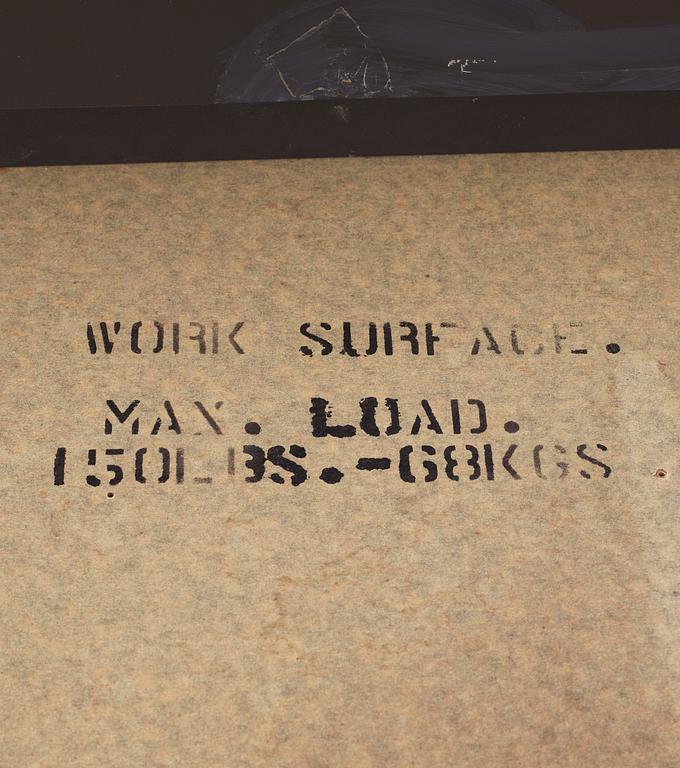 WORK SURFACE.
MAX. LOAD.
150LBS.-68KGS